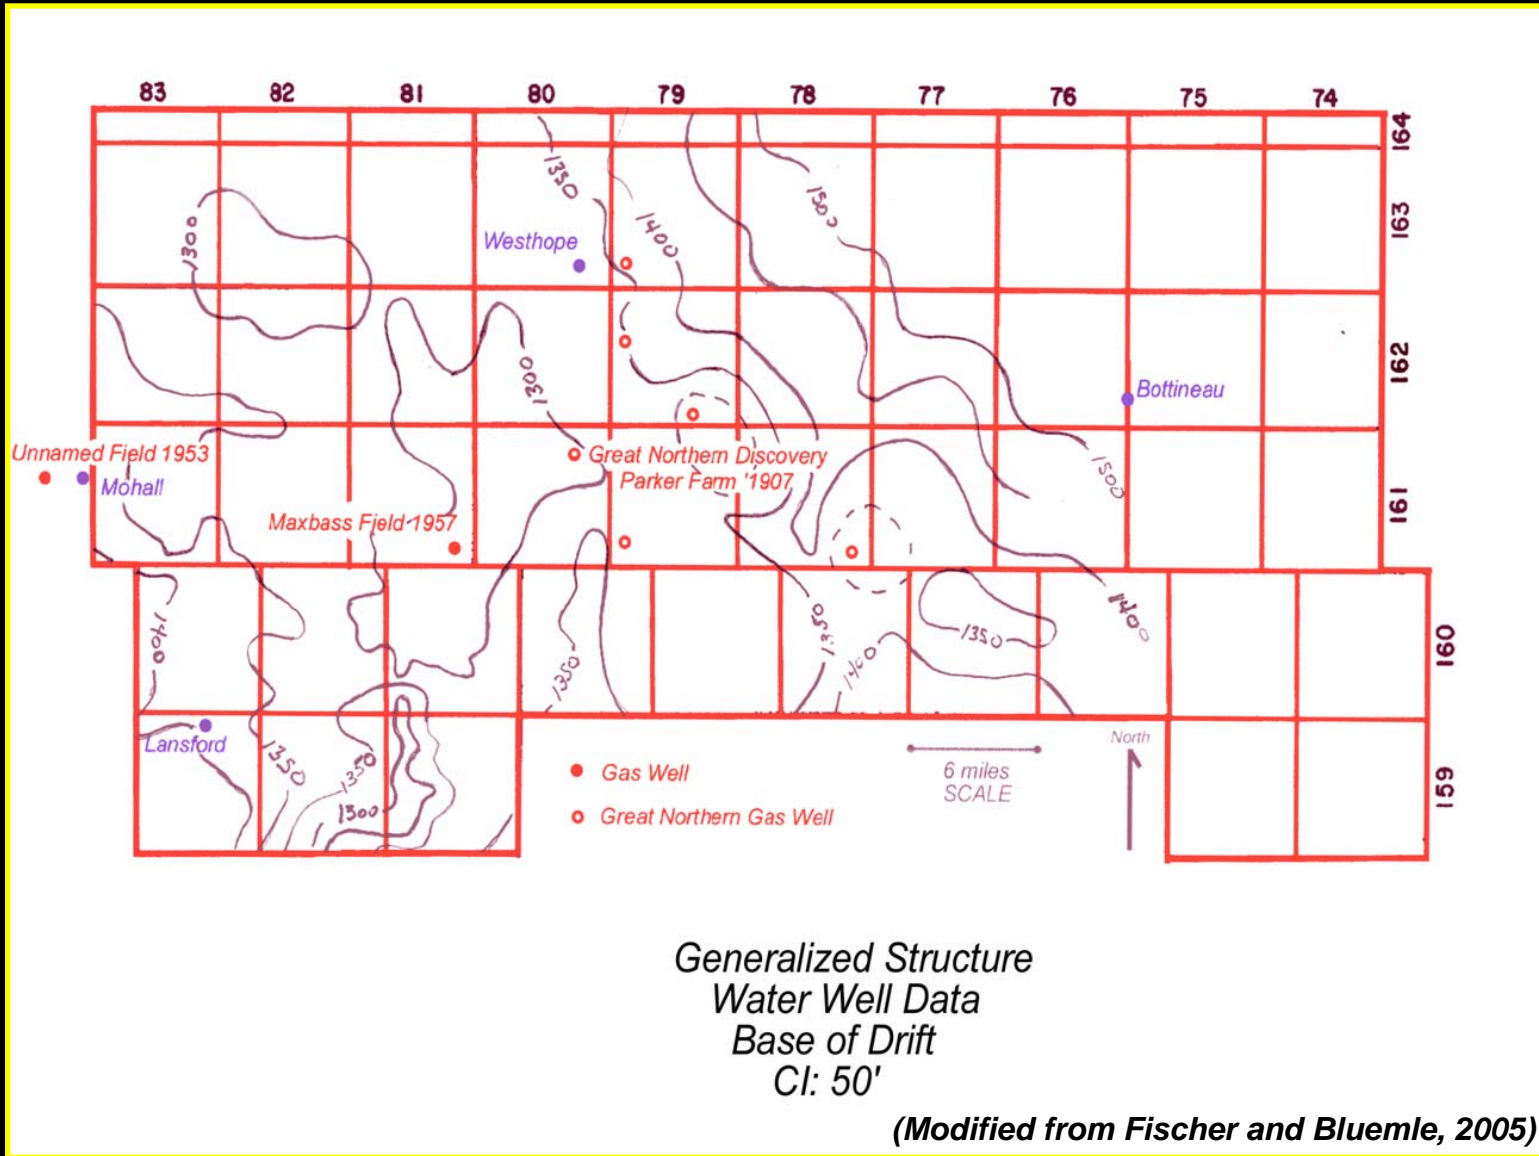 83 82 81 80 79 78 77 76 75 74
164
1350
1500
1400
163
1300
Westhope
162
1300
Bottineau
Unnamed Field 1953
Mohall
Great Northern Discovery
Parker Farm '1907
1500
161
Maxbass Field 1957
1400
1350
1400
1350
1350
1400
160
Lansford
1350
1350
1300
159
Gas Well
Great Northern Gas Well
6 miles
SCALE
North
Generalized Structure
Water Well Data
Base of Drift
CI: 50'
(Modified from Fischer and Bluemle, 2005)